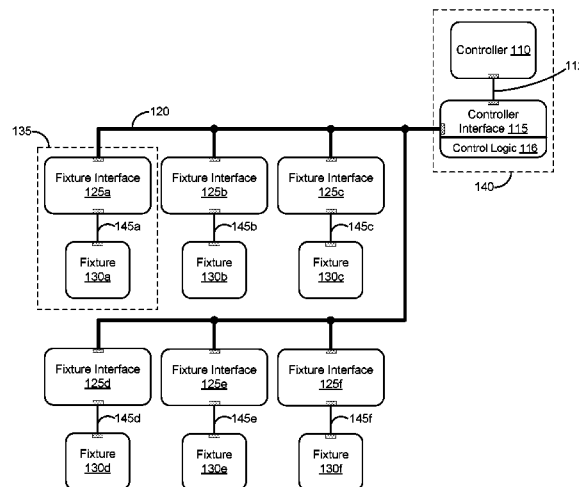 Controller 110
Controller
Interface 115
Control Logic 116
140
120
135
Fixture Interface
125a
Fixture Interface
125b
Fixture Interface
125c
145a
145b
145c
Fixture
130a
Fixture
130b
Fixture
130c
Fixture Interface
125d
Fixture Interface
125e
Fixture Interface
125f
145d
145e
145f
Fixture
130d
Fixture
130e
Fixture
130f